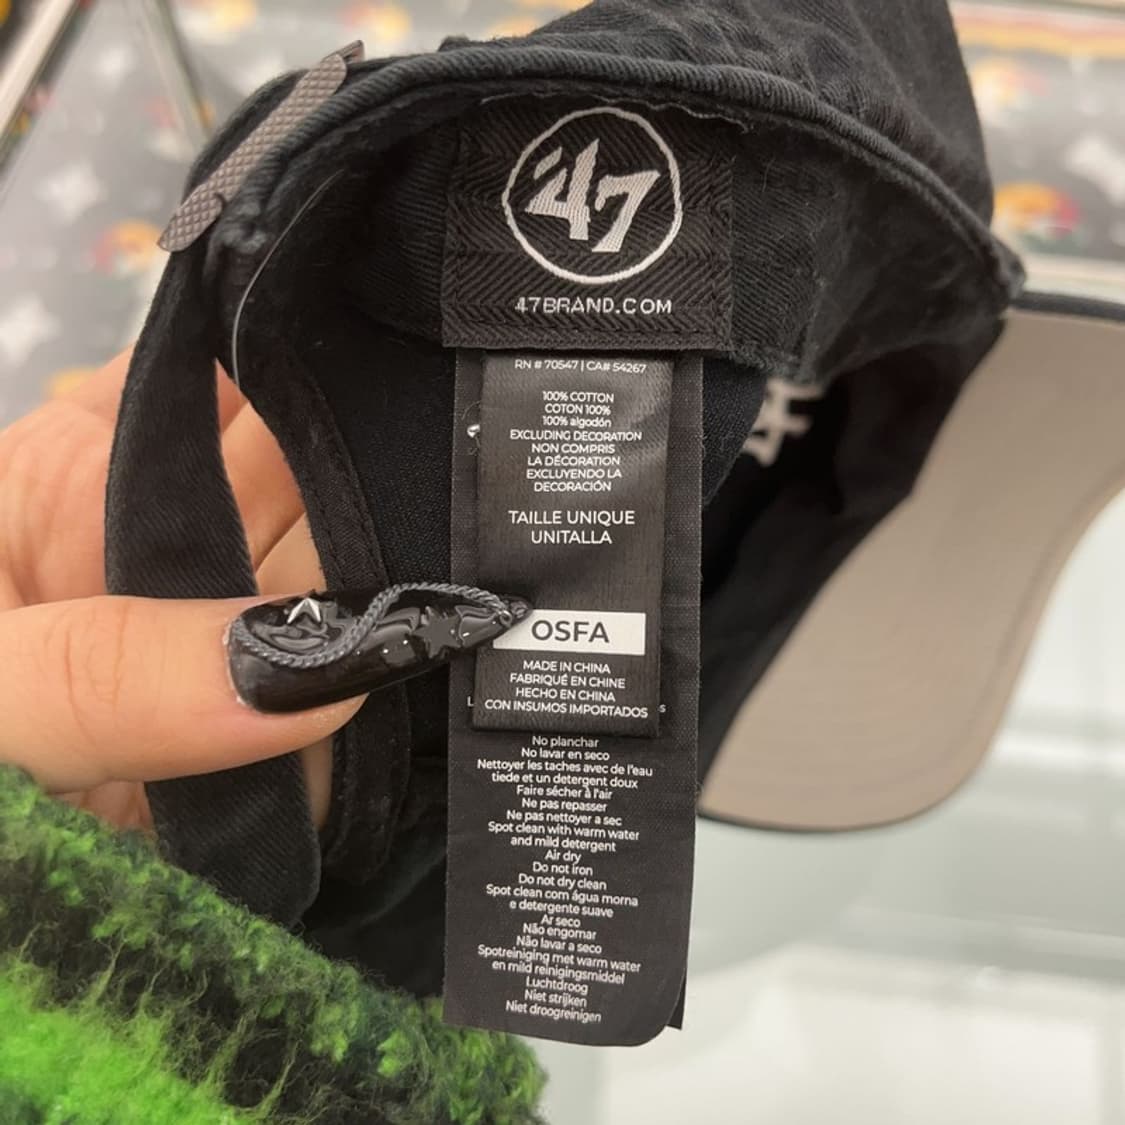 47
47BRAND.COM
RN # 70547 | CA# 54267
100% COTTON
COTON 100%
100% algodón
EXCLUDING DECORATION
NON COMPRIS
LA DÉCORATION
EXCLUYENDO LA
DECORACIÓN
TAILLE UNIQUE
UNITALLA
OSFA
MADE IN CHINA
FABRIQUÉ EN CHINE
HECHO EN CHINA
CON INSUMOS IMPORTADOS
No planchar
No lavar en seco
Nettoyer les taches avec de l'eau
tiede et un detergent doux
Faire sécher à l'air
Ne pas repasser
Ne pas nettoyer a sec
Spot clean with warm water
and mild detergent
Air dry
Do not iron
Do not dry clean
Spot clean com água morna
e detergente suave
Ar seco
Não engomar
Não lavar a seco
Spotreiniging met warm water
en mild reinigingsmiddel
Luchtdroog
Niet strijken
Niet droogreinigen